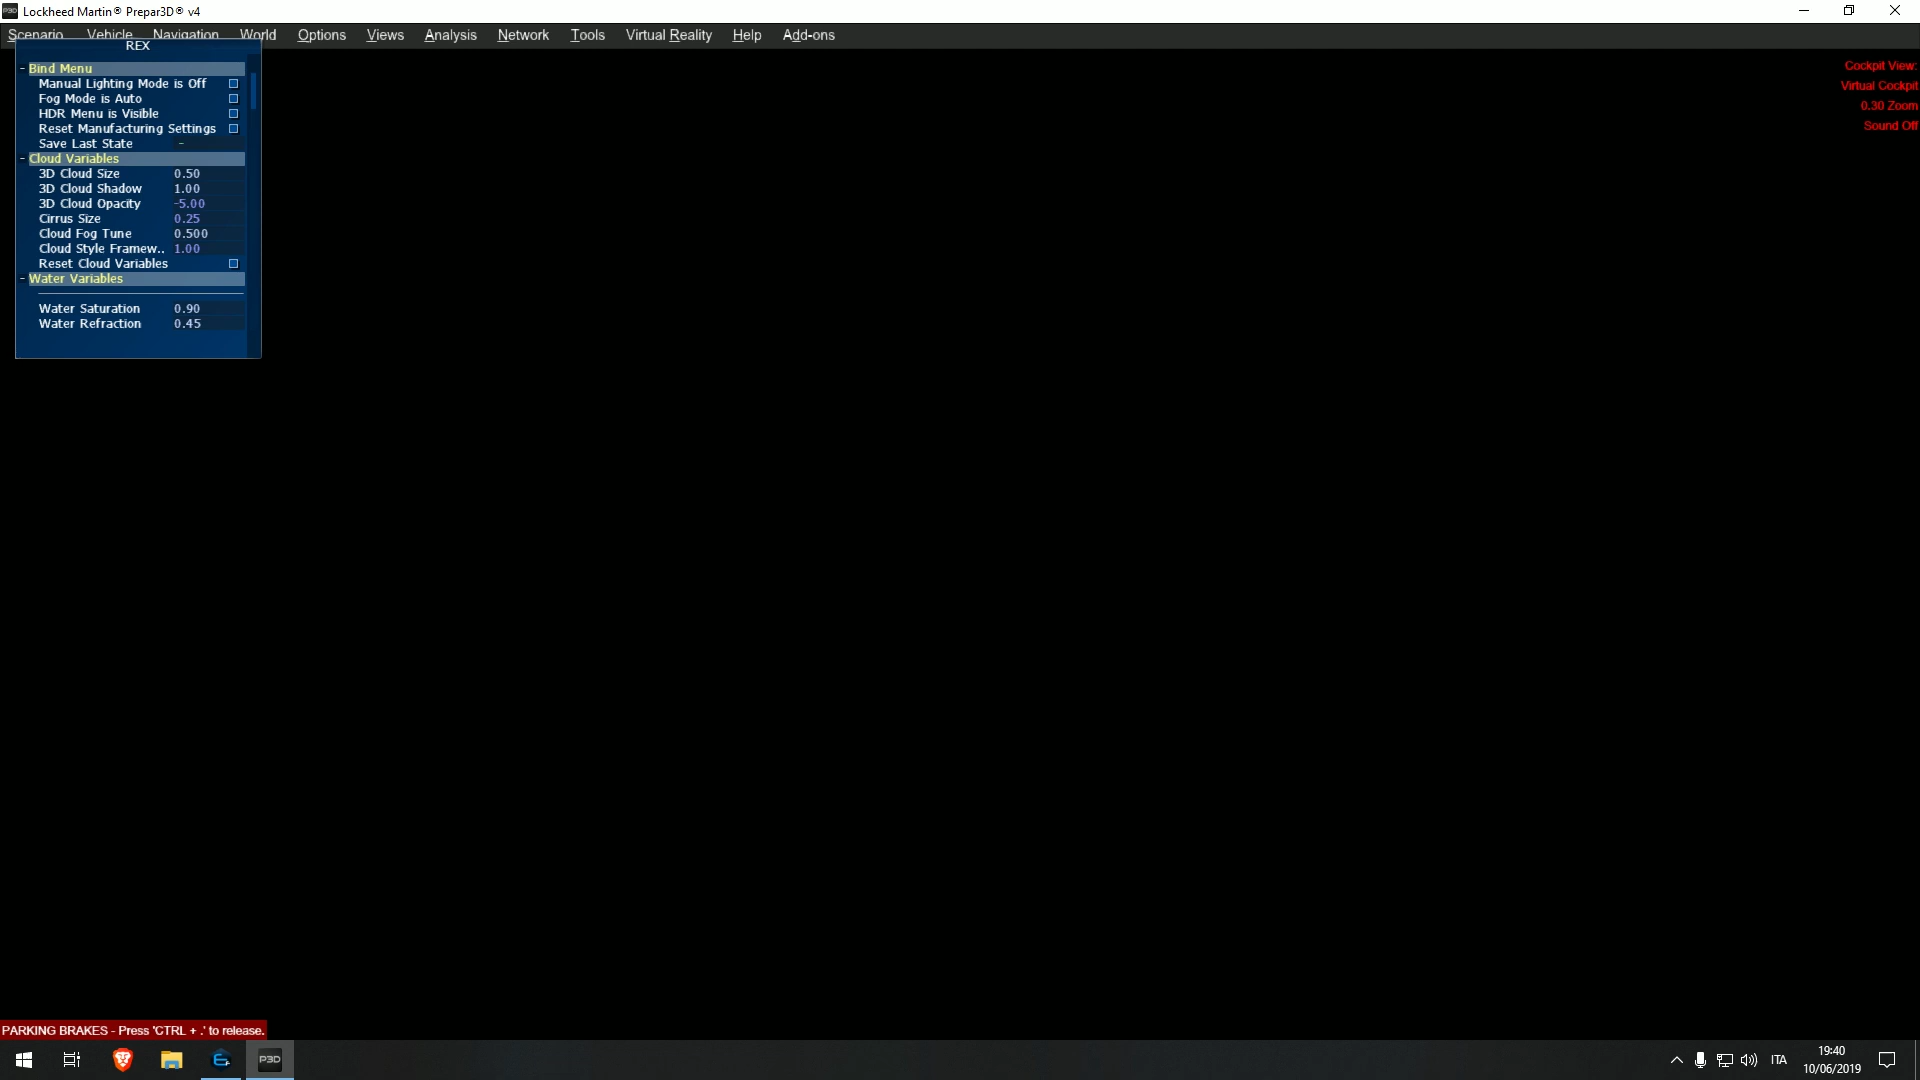 P3D Lockheed Martin® Prepar3D® v4
Scenario Vehicle Navigation World Options Views Analysis Network Tools Virtual Reality Help Add-ons
REX
- Bind Menu
Manual Lighting Mode is Off
Fog Mode is Auto
HDR Menu is Visible
Reset Manufacturing Settings
Save Last State -
- Cloud Variables
3D Cloud Size 0.50
3D Cloud Shadow 1.00
3D Cloud Opacity -5.00
Cirrus Size 0.25
Cloud Fog Tune 0.500
Cloud Style Framew.. 1.00
Reset Cloud Variables
- Water Variables
Water Saturation 0.90
Water Refraction 0.45
Cockpit View:
Virtual Cockpit
0.30 Zoom
Sound Off
PARKING BRAKES - Press 'CTRL + .' to release.
P3D
ITA
19:40
10/06/2019